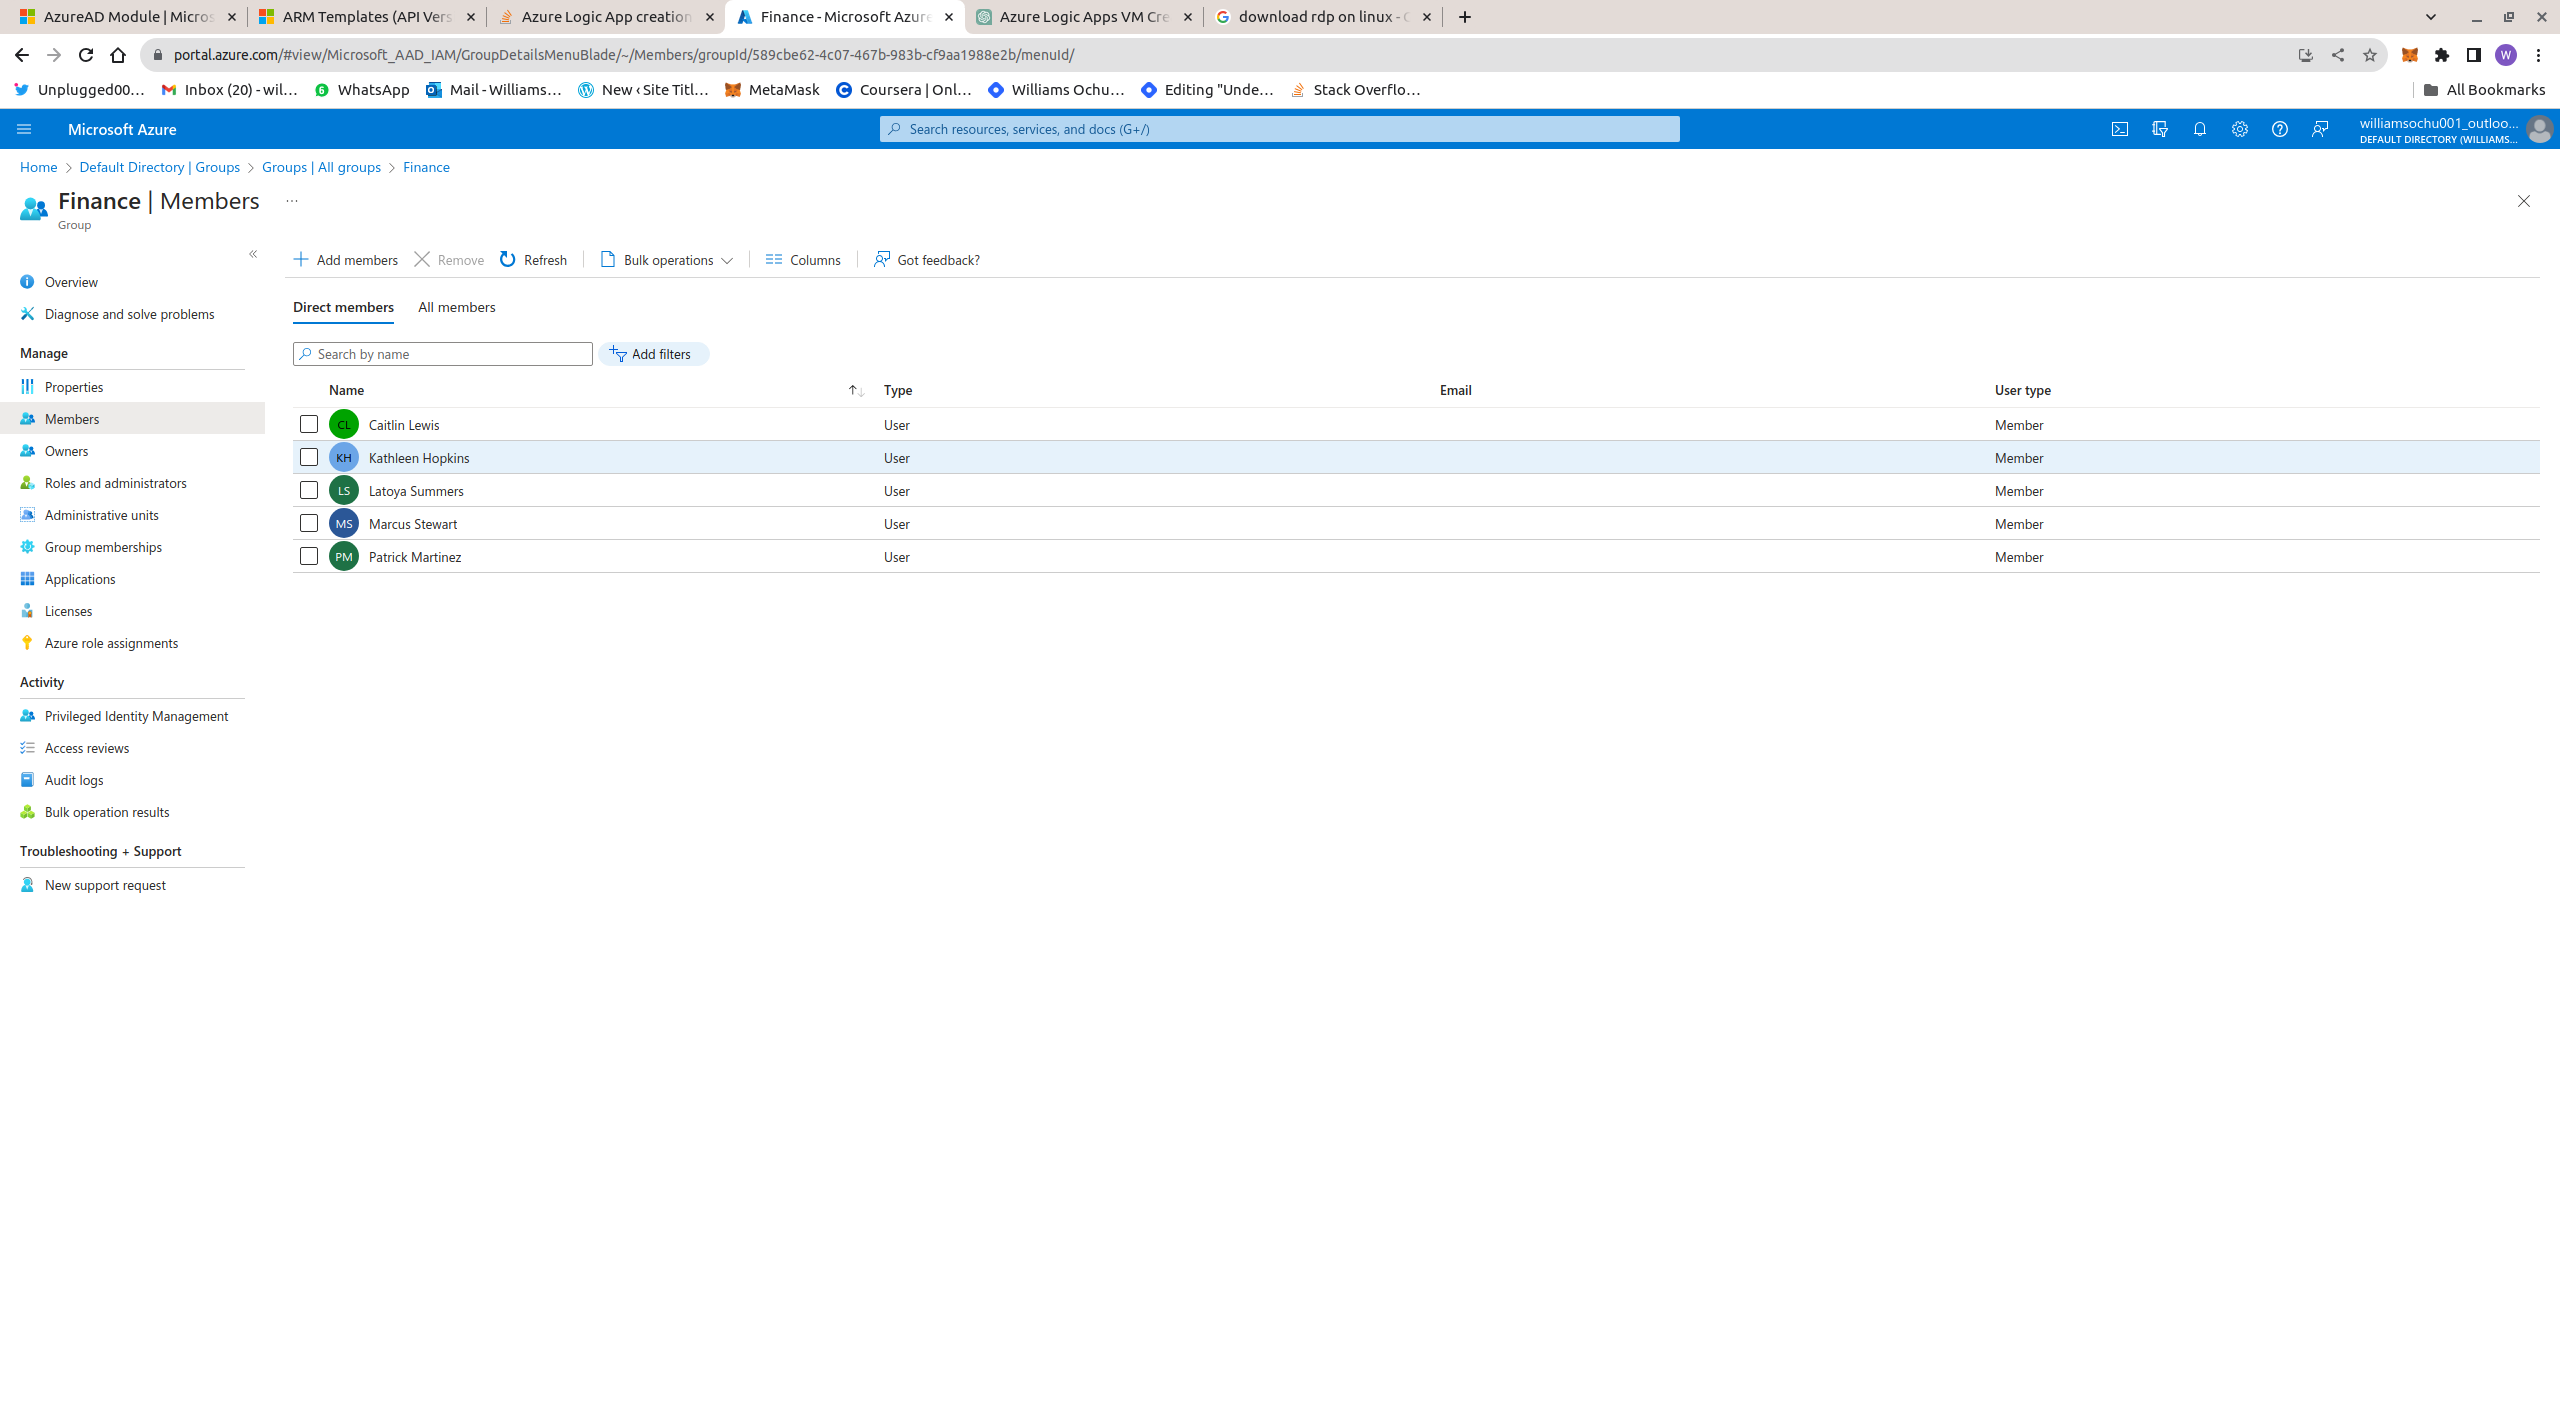 AzureAD Module | Micros
ARM Templates (API Vers
Azure Logic App creation
Finance - Microsoft Azure
Azure Logic Apps VM Cre
download rdp on linux -
portal.azure.com/#view/Microsoft_AAD_IAM/GroupDetailsMenuBlade/~/Members/groupId/589cbe62-4c07-467b-983b-cf9aa1988e2b/menuId/
W
Unplugged00...
Inbox (20) - wil...
6
WhatsApp
Mail - Williams...
New ‹ Site Titl...
MetaMask
Coursera | Onl...
Williams Ochu...
Editing "Unde...
Stack Overflo...
All Bookmarks
Microsoft Azure
Search resources, services, and docs (G+/)
williamsochu001_outloo...
DEFAULT DIRECTORY (WILLIAMS...
Home > Default Directory | Groups > Groups | All groups > Finance
Finance | Members ...
Group
Add members
Remove
Refresh
Bulk operations
Columns
Got feedback?
Overview
Diagnose and solve problems
Manage
Properties
Members
Owners
Roles and administrators
Administrative units
Group memberships
Applications
Licenses
Azure role assignments
Activity
Privileged Identity Management
Access reviews
Audit logs
Bulk operation results
Troubleshooting + Support
New support request
Direct members All members
Search by name
Add filters
Name Type Email User type
CL Caitlin Lewis User Member
KH Kathleen Hopkins User Member
LS Latoya Summers User Member
MS Marcus Stewart User Member
PM Patrick Martinez User Member